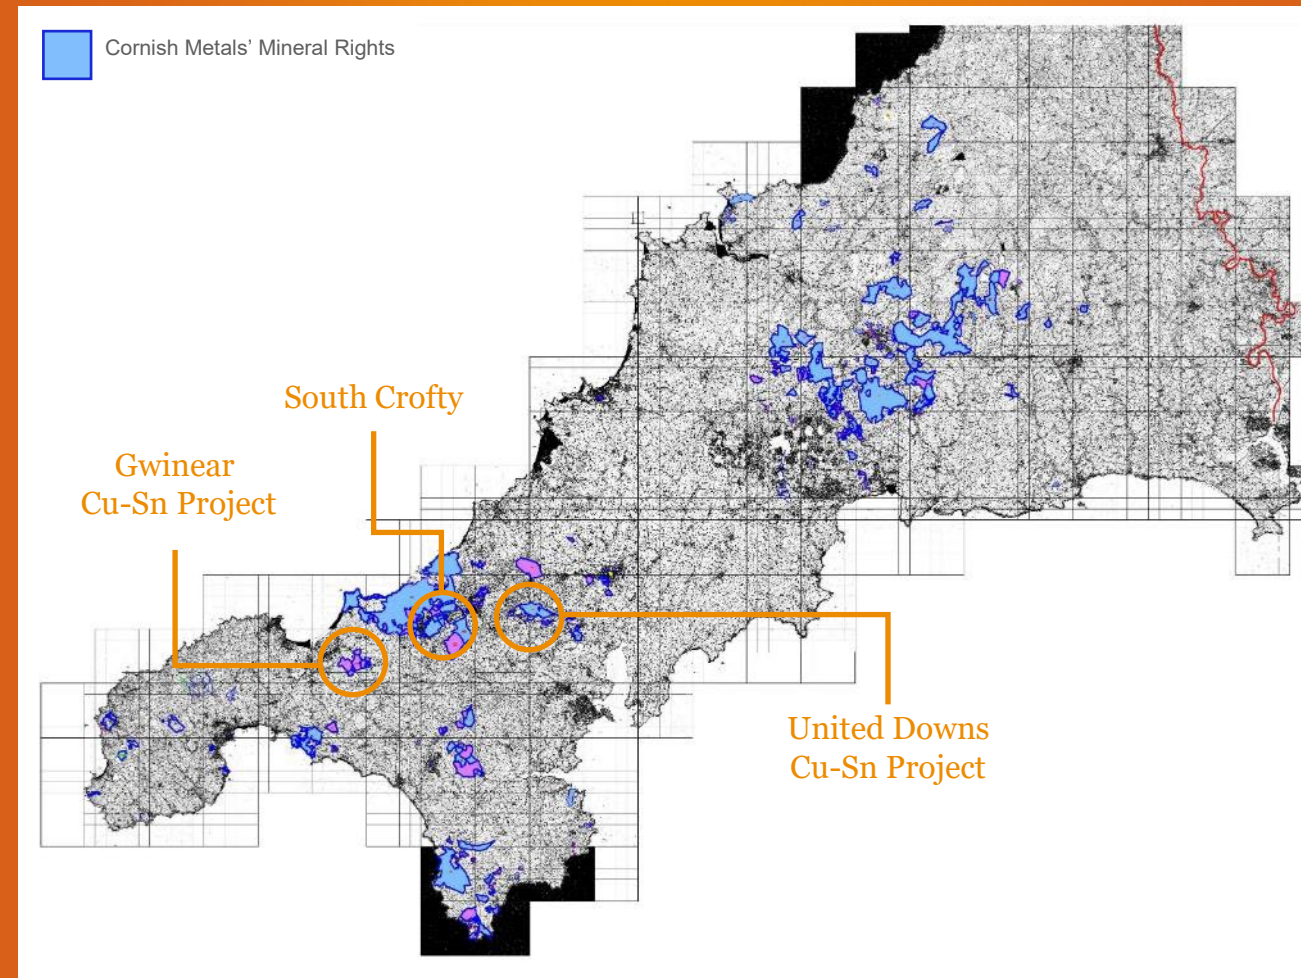 Cornish Metals' Mineral Rights
South Crofty
Gwinear
Cu-Sn Project
United Downs
Cu-Sn Project